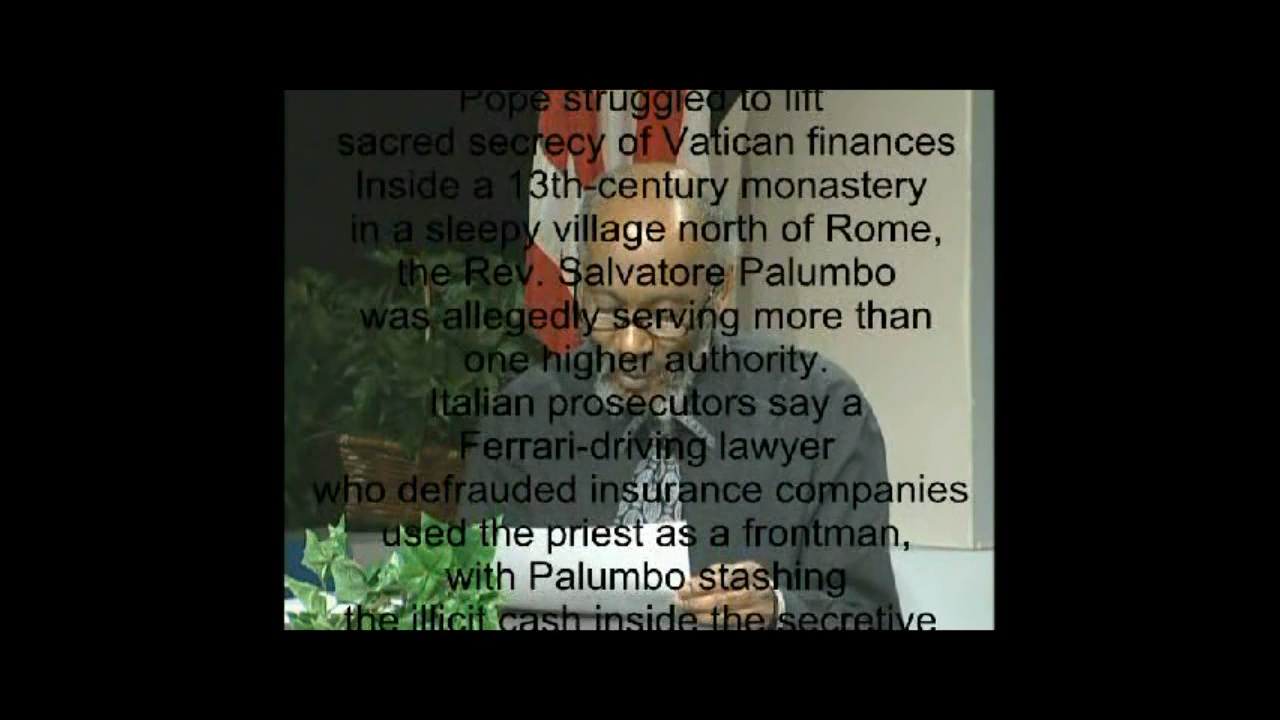 Pope struggled to lift
sacred secrecy of Vatican finances
Inside a 13th-century monastery
in a sleepy village north of Rome,
the Rev. Salvatore Palumbo
was allegedly serving more than
one higher authority.
Italian prosecutors say a
Ferrari-driving lawyer
who defrauded insurance companies
used the priest as a frontman,
with Palumbo stashing
the illicit cash inside the secretive